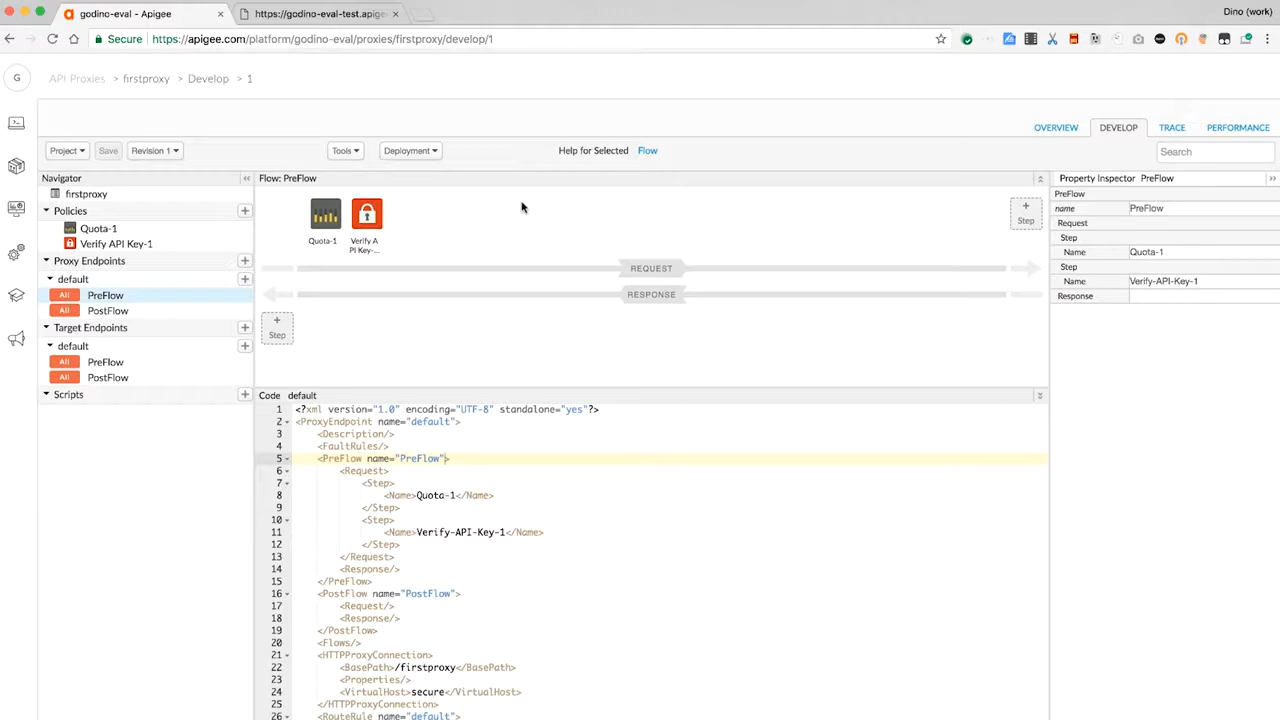 godino-eval - Apigee
https://godino-eval-test.apige
Dino (work)
Secure
https://apigee.com/platform/godino-eval/proxies/firstproxy/develop/1
G
API Proxies > firstproxy > Develop > 1
OVERVIEW
DEVELOP
TRACE
PERFORMANCE
Project
Save
Revision 1
Tools
Deployment
Help for Selected
Flow
Search
Navigator
firstproxy
Policies
Quota-1
Verify API Key-1
Proxy Endpoints
default
All PreFlow
All PostFlow
Target Endpoints
default
All PreFlow
All PostFlow
Scripts
Flow: PreFlow
Quota-1
Verify A
PI Key-...
+
Step
REQUEST
RESPONSE
+
Step
Code default
1 <?xml version="1.0" encoding="UTF-8" standalone="yes"?>
2 <ProxyEndpoint name="default">
3 <Description/>
4 <FaultRules/>
5 <PreFlow name="PreFlow">
6 <Request>
7 <Step>
8 <Name>Quota-1</Name>
9 </Step>
10 <Step>
11 <Name>Verify-API-Key-1</Name>
12 </Step>
13 </Request>
14 <Response/>
15 </PreFlow>
16 <PostFlow name="PostFlow">
17 <Request/>
18 <Response/>
19 </PostFlow>
20 <Flows/>
21 <HTTPProxyConnection>
22 <BasePath>/firstproxy</BasePath>
23 <Properties/>
24 <VirtualHost>secure</VirtualHost>
25 </HTTPProxyConnection>
26 <RouteRule name="default">
Property Inspector PreFlow
PreFlow
name PreFlow
Request
Step
Name Quota-1
Step
Name Verify-API-Key-1
Response